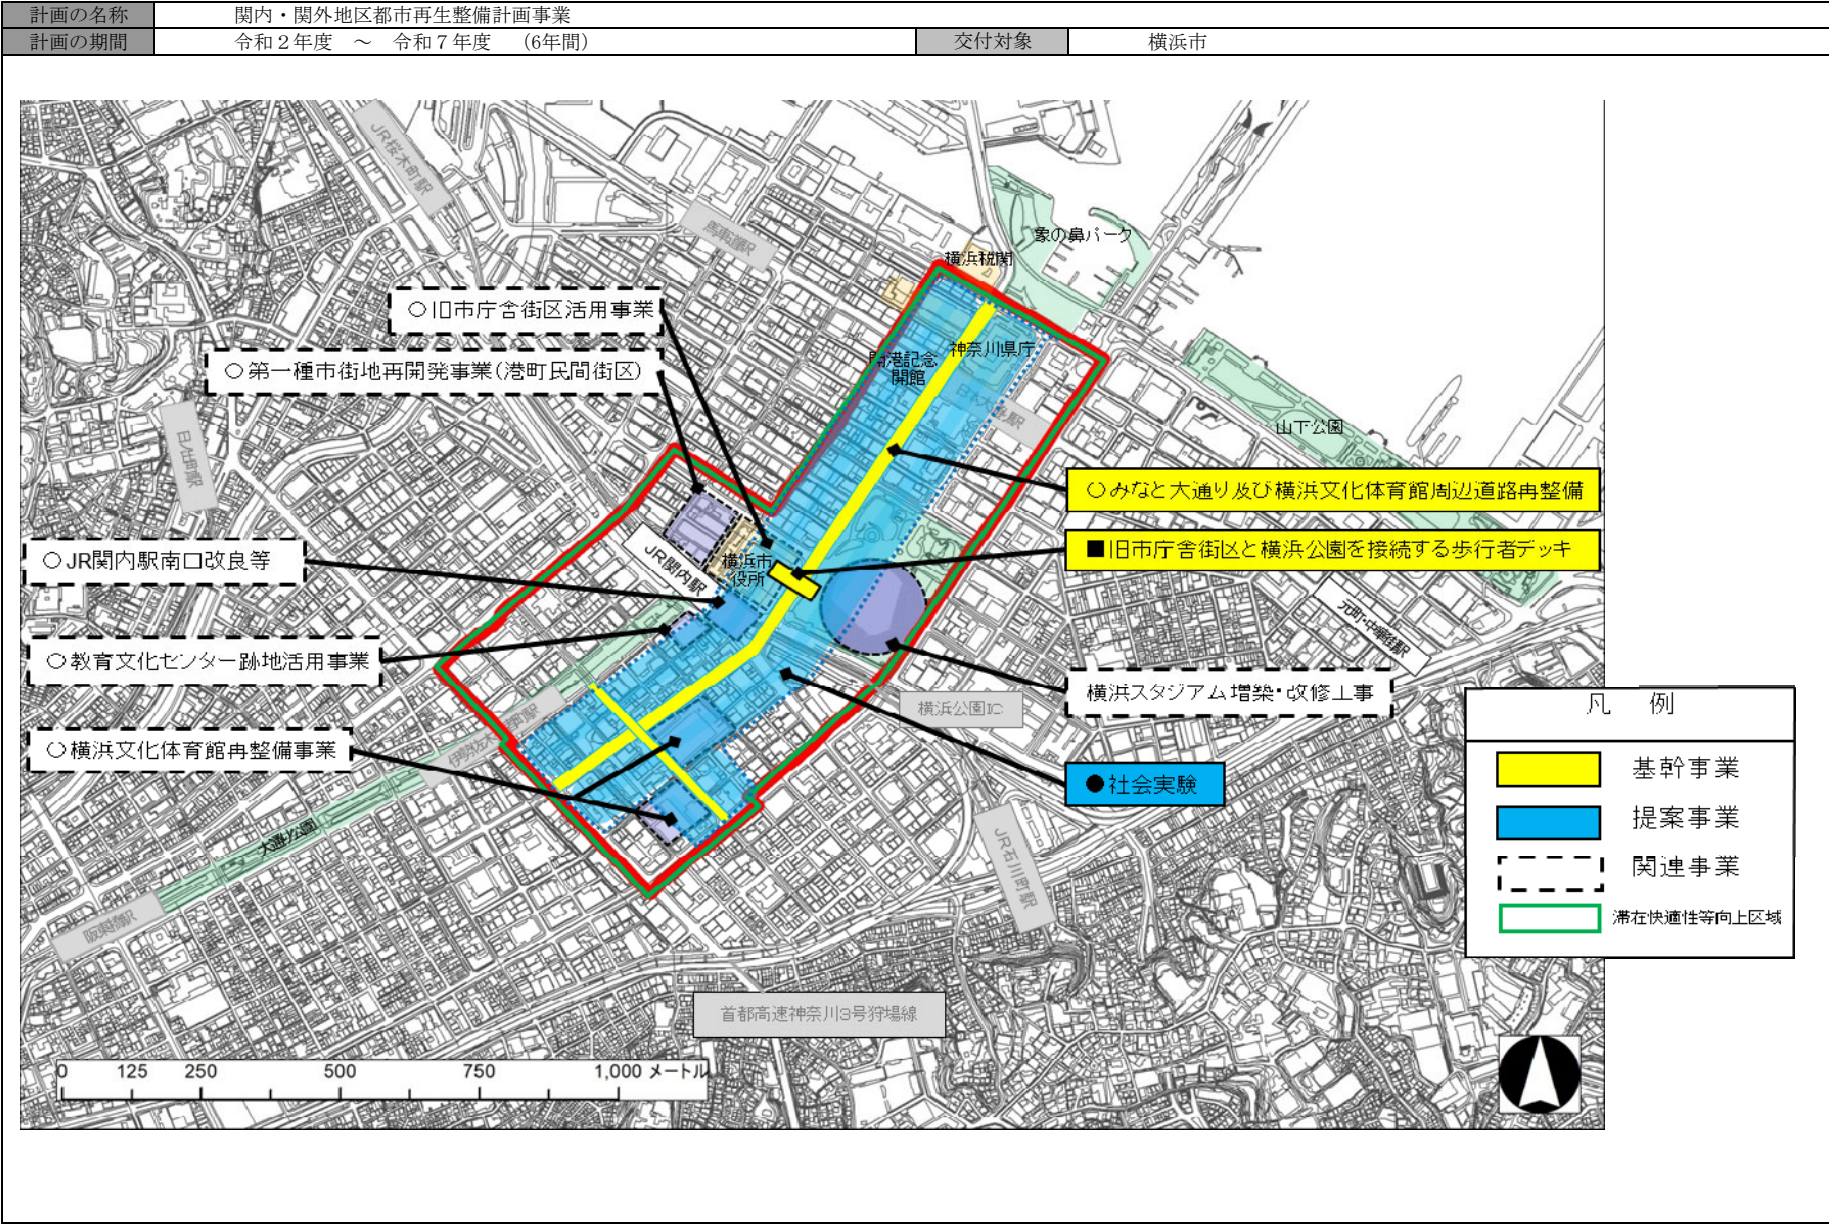 計画の名称 関内・関外地区都市再生整備計画事業
計画の期間 令和２年度 ～ 令和７年度 （6年間） 交付対象 横浜市
JR桜木町駅
馬車道駅
象の鼻パーク
横浜税関
○旧市庁舎街区活用事業
○第一種市街地再開発事業(港町民間街区)
開港記念
開館
神奈川県庁
日本大通り駅
山下公園
日ノ出町駅
○みなと大通り及び横浜文化体育館周辺道路再整備
■旧市庁舎街区と横浜公園を接続する歩行者デッキ
○JR関内駅南口改良等
JR関内駅
横浜市
役所
元町・中華街駅
○教育文化センター跡地活用事業
横浜スタジアム増築・改修工事
横浜公園IC
○横浜文化体育館再整備事業
伊勢佐木長者町駅
●社会実験
大通り公園
JR石川町駅
阪東橋駅
首都高速神奈川3号狩場線
凡 例
基幹事業
提案事業
関連事業
滞在快適性等向上区域
0 125 250 500 750 1,000 メートル